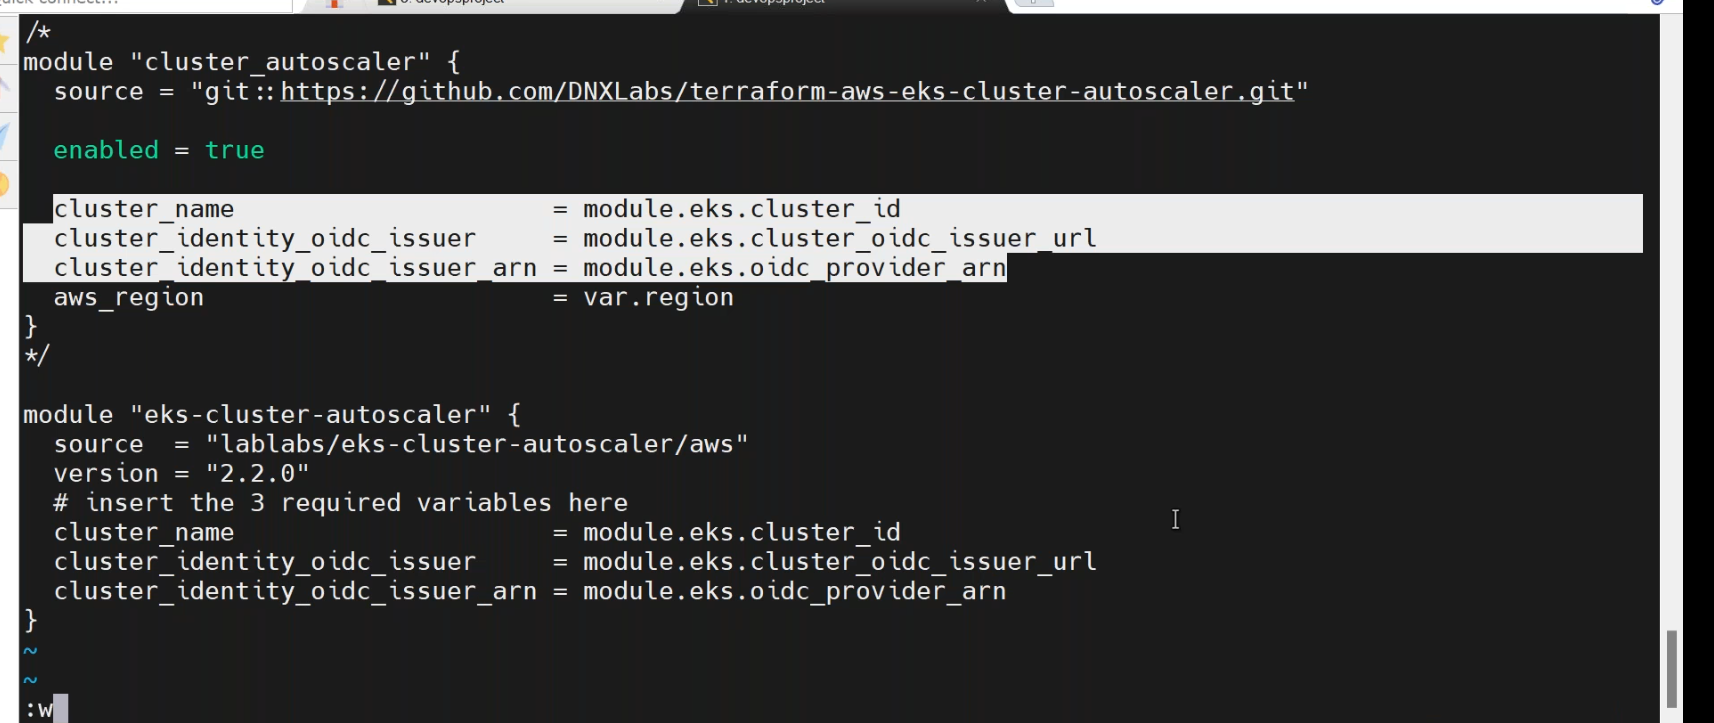 /*
module "cluster_autoscaler" {
  source = "git::https://github.com/DNXLabs/terraform-aws-eks-cluster-autoscaler.git"

  enabled = true

  cluster_name                     = module.eks.cluster_id
  cluster_identity_oidc_issuer     = module.eks.cluster_oidc_issuer_url
  cluster_identity_oidc_issuer_arn = module.eks.oidc_provider_arn
  aws_region                       = var.region
}
*/

module "eks-cluster-autoscaler" {
  source  = "lablabs/eks-cluster-autoscaler/aws"
  version = "2.2.0"
  # insert the 3 required variables here
  cluster_name                     = module.eks.cluster_id
  cluster_identity_oidc_issuer     = module.eks.cluster_oidc_issuer_url
  cluster_identity_oidc_issuer_arn = module.eks.oidc_provider_arn
}
~
~
:w